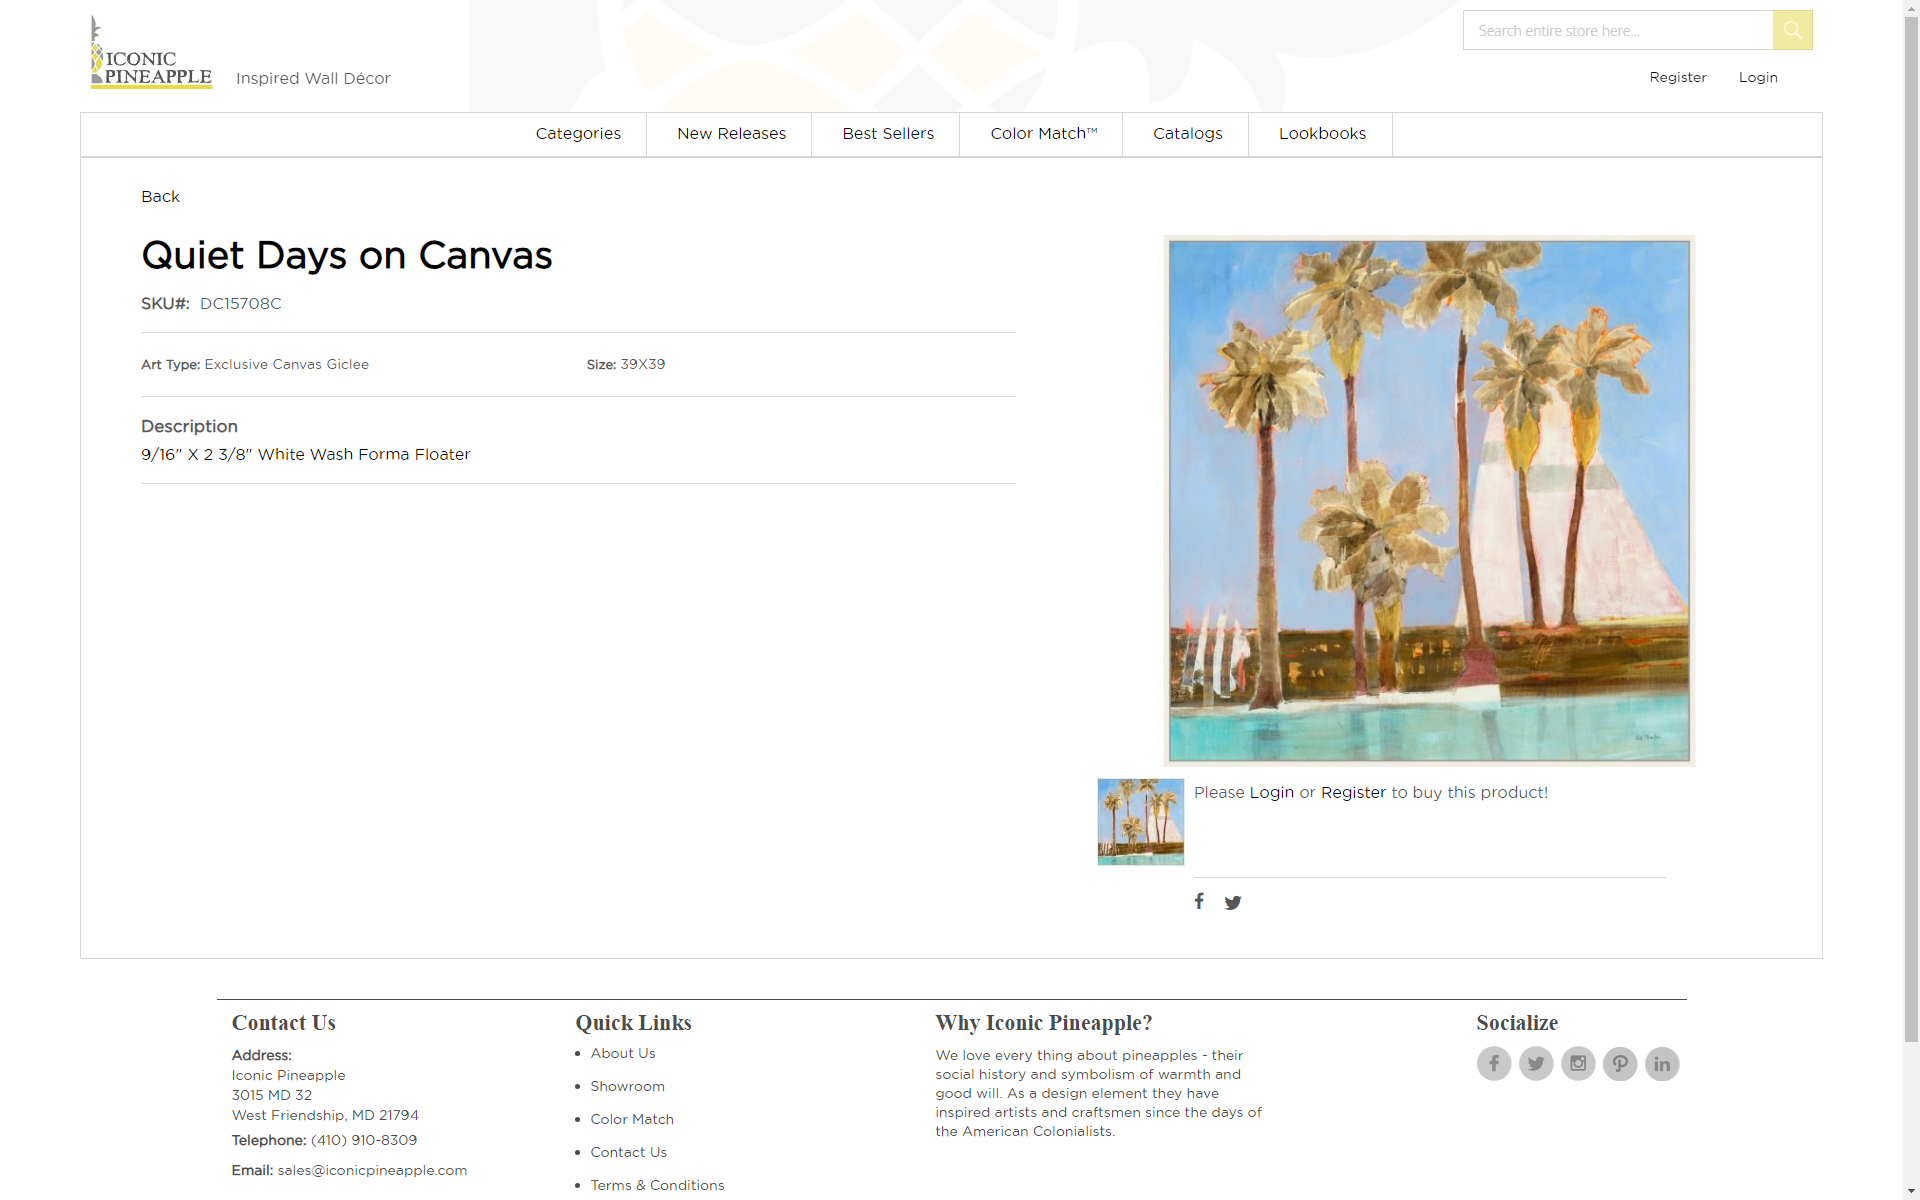 ICONIC
PINEAPPLE
Inspired Wall Décor
Search entire store here...
Register
Login
Categories
New Releases
Best Sellers
Color Match™
Catalogs
Lookbooks
Back
Quiet Days on Canvas
SKU#: DC15708C
Art Type: Exclusive Canvas Giclee
Size: 39X39
Description
9/16" X 2 3/8" White Wash Forma Floater
Please Login or Register to buy this product!
Contact Us
Address:
Iconic Pineapple
3015 MD 32
West Friendship, MD 21794
Telephone: (410) 910-8309
Email: sales@iconicpineapple.com
Quick Links
About Us
Showroom
Color Match
Contact Us
Terms & Conditions
Why Iconic Pineapple?
We love every thing about pineapples - their
social history and symbolism of warmth and
good will. As a design element they have
inspired artists and craftsmen since the days of
the American Colonialists.
Socialize